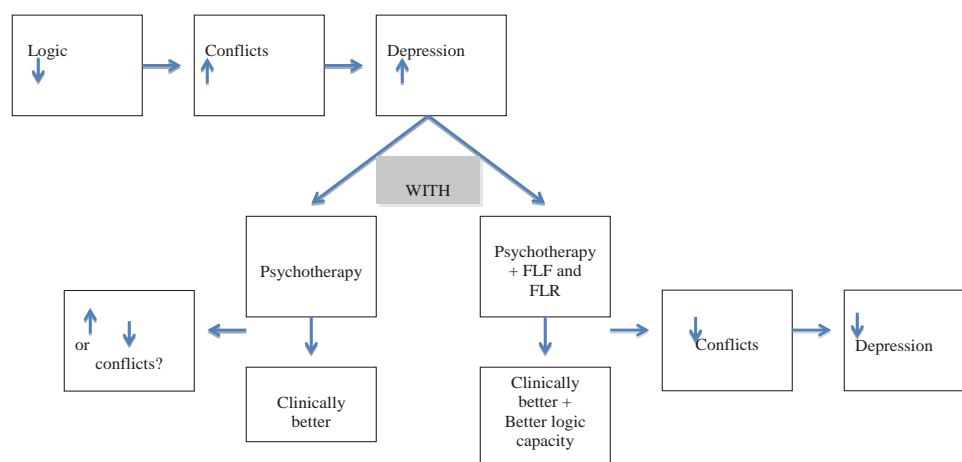 Logic
Conflicts
Depression
WITH
Psychotherapy
Psychotherapy
+ FLF and
FLR
or
conflicts?
Clinically
better
Clinically
better +
Better logic
capacity
Conflicts
Depression